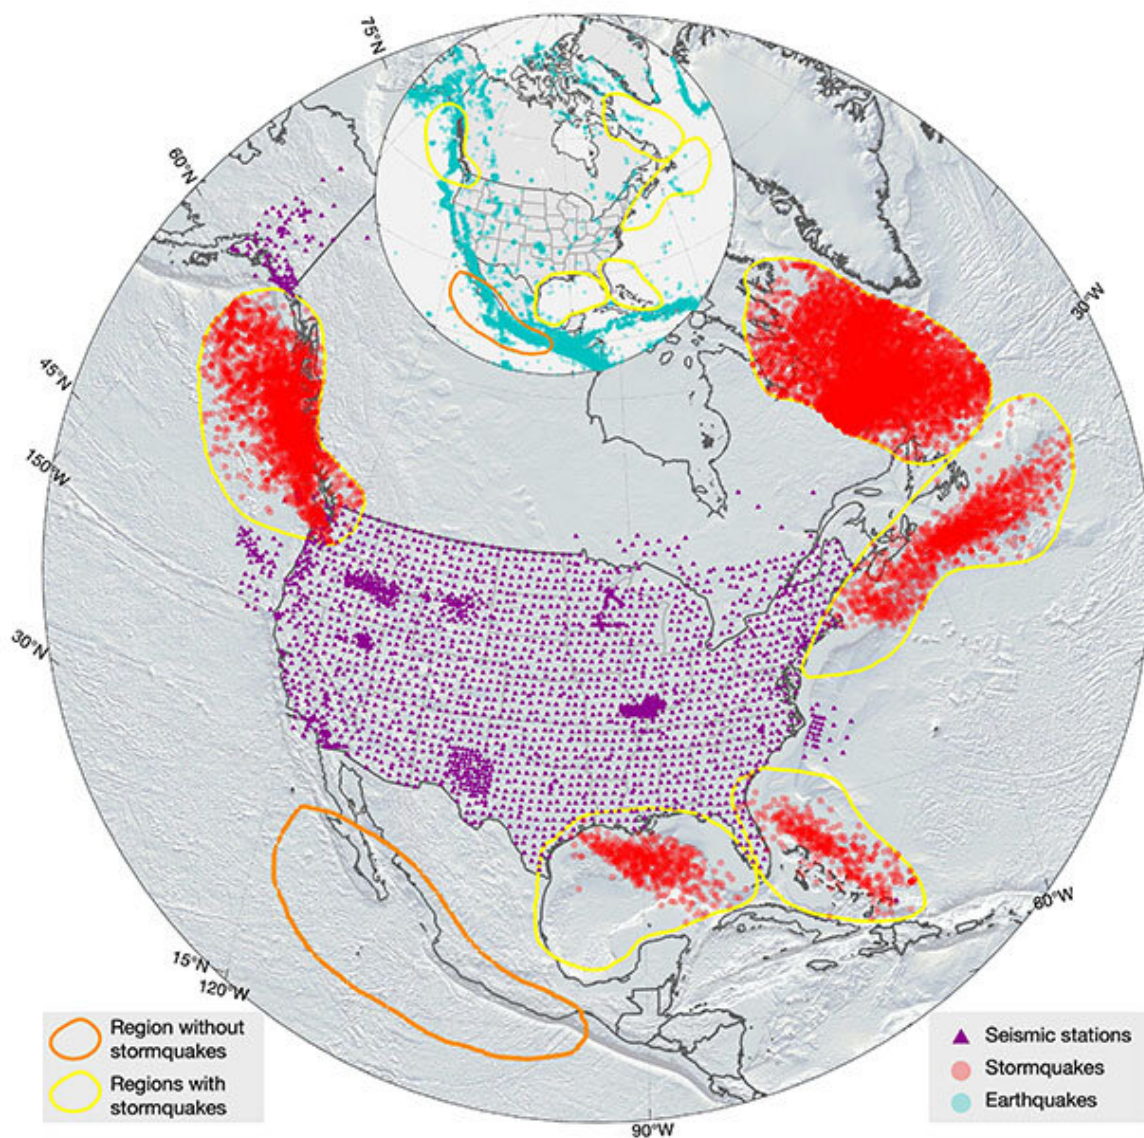 75°N
60°N
45°N
150°W
30°N
15°N
120°W
90°W
60°W
30°W
Region without
stormquakes
Regions with
stormquakes
Seismic stations
Stormquakes
Earthquakes